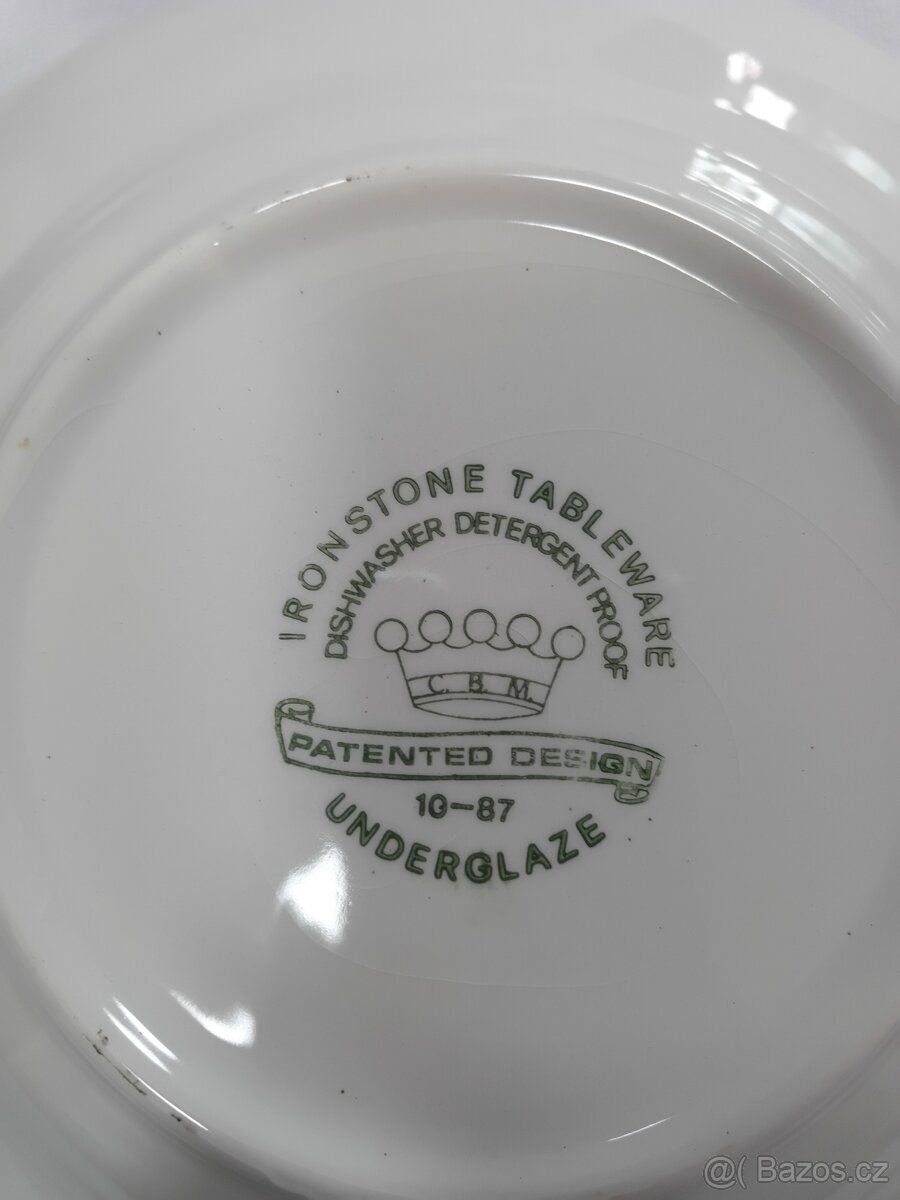 IRONSTONE TABLEWARE
DISHWASHER DETERGENT PROOF
C. B. M.
PATENTED DESIGN
10-87
UNDERGLAZE
@( Bazos.cz